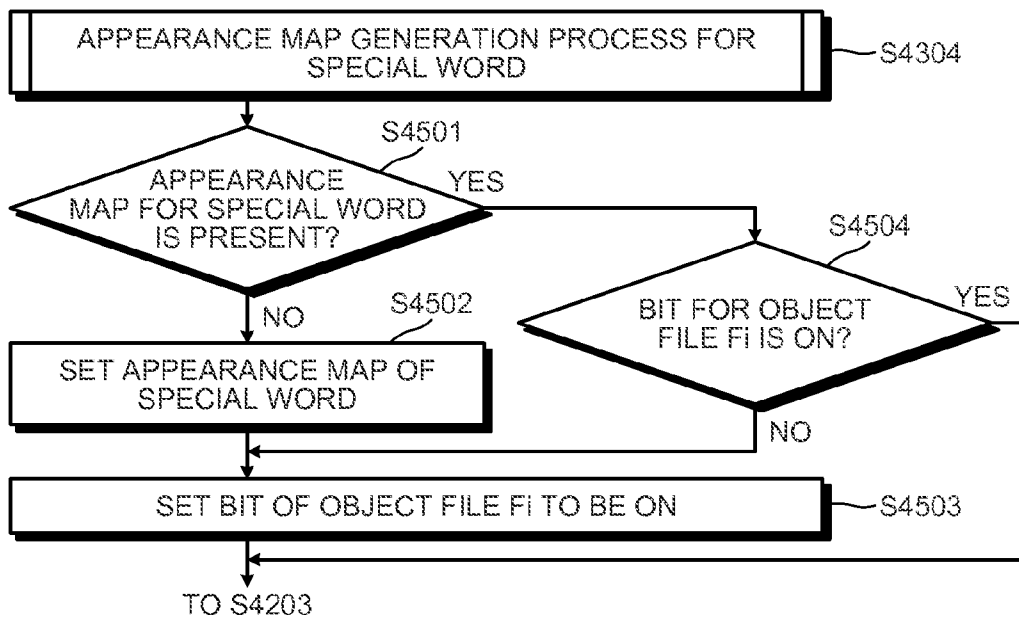 APPEARANCE MAP GENERATION PROCESS FOR
SPECIAL WORD
S4304
S4501
APPEARANCE
MAP FOR SPECIAL WORD
IS PRESENT?
YES
NO
S4504
BIT FOR OBJECT
FILE Fi IS ON?
YES
NO
S4502
SET APPEARANCE MAP OF
SPECIAL WORD
SET BIT OF OBJECT FILE Fi TO BE ON
S4503
TO S4203